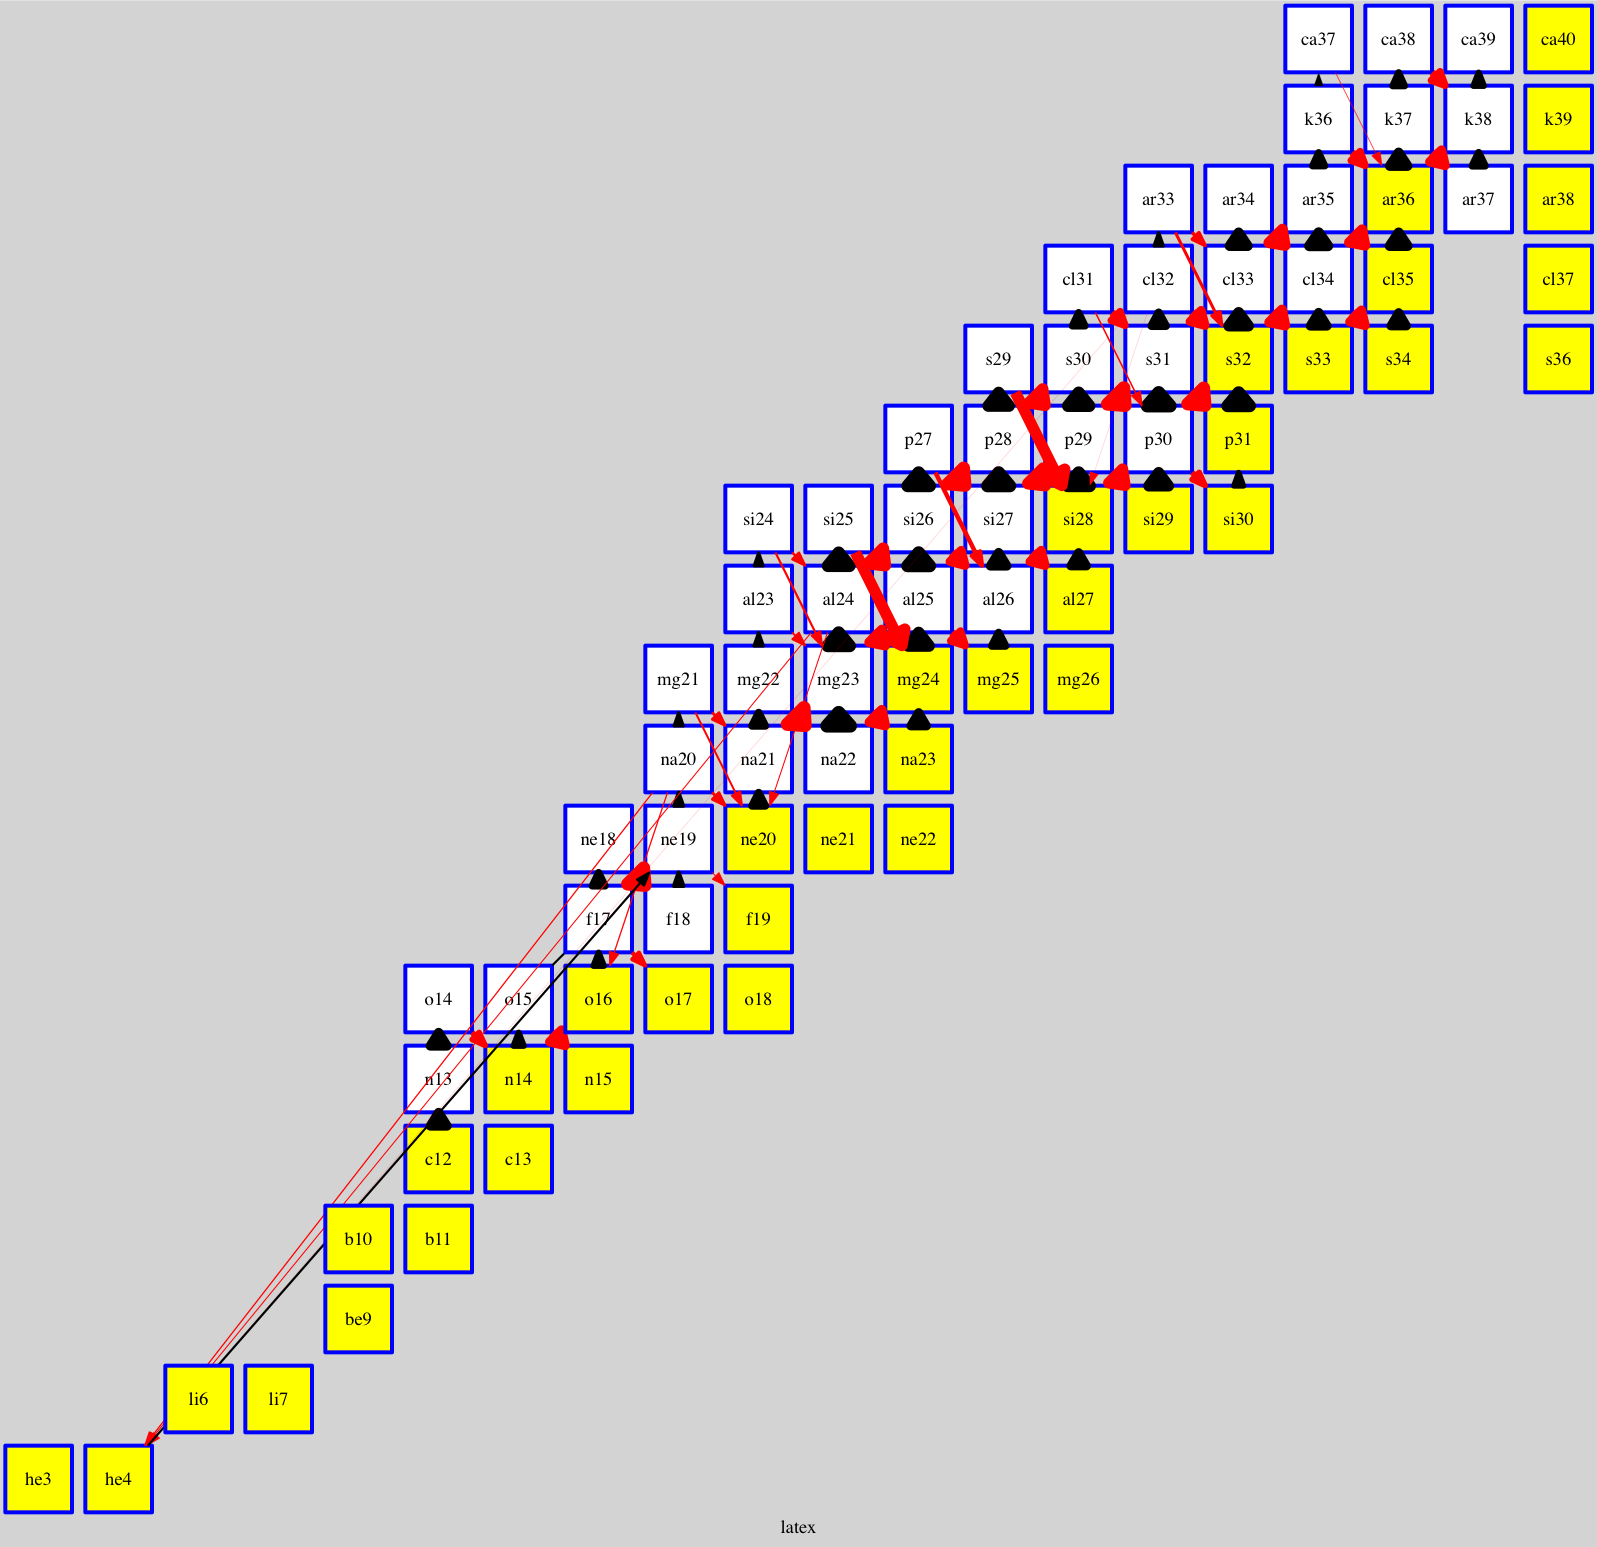 ca37 ca38 ca39 ca40
k36 k37 k38 k39
ar33 ar34 ar35 ar36 ar37 ar38
cl31 cl32 cl33 cl34 cl35 cl37
s29 s30 s31 s32 s33 s34 s36
p27 p28 p29 p30 p31
si24 si25 si26 si27 si28 si29 si30
al23 al24 al25 al26 al27
mg21 mg22 mg23 mg24 mg25 mg26
na20 na21 na22 na23
ne18 ne19 ne20 ne21 ne22
f17 f18 f19
o14 o15 o16 o17 o18
n13 n14 n15
c12 c13
b10 b11
be9
li6 li7
he3 he4
latex